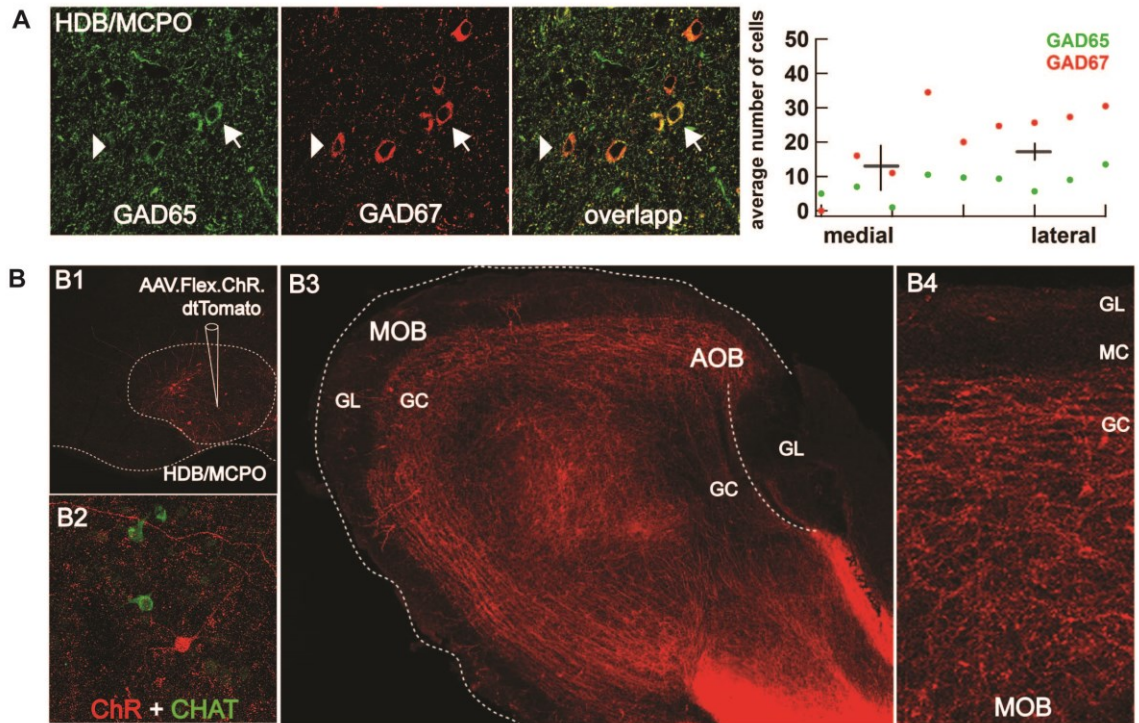 A
HDB/MCPO
GAD65
GAD67
overlapp
average number of cells
50
40
30
20
10
0
GAD65
GAD67
medial
lateral
B
B1
AAV.Flex.ChR.
dtTomato
HDB/MCPO
B2
ChR + CHAT
B3
MOB
AOB
GL
GC
GL
GC
B4
GL
MC
GC
MOB